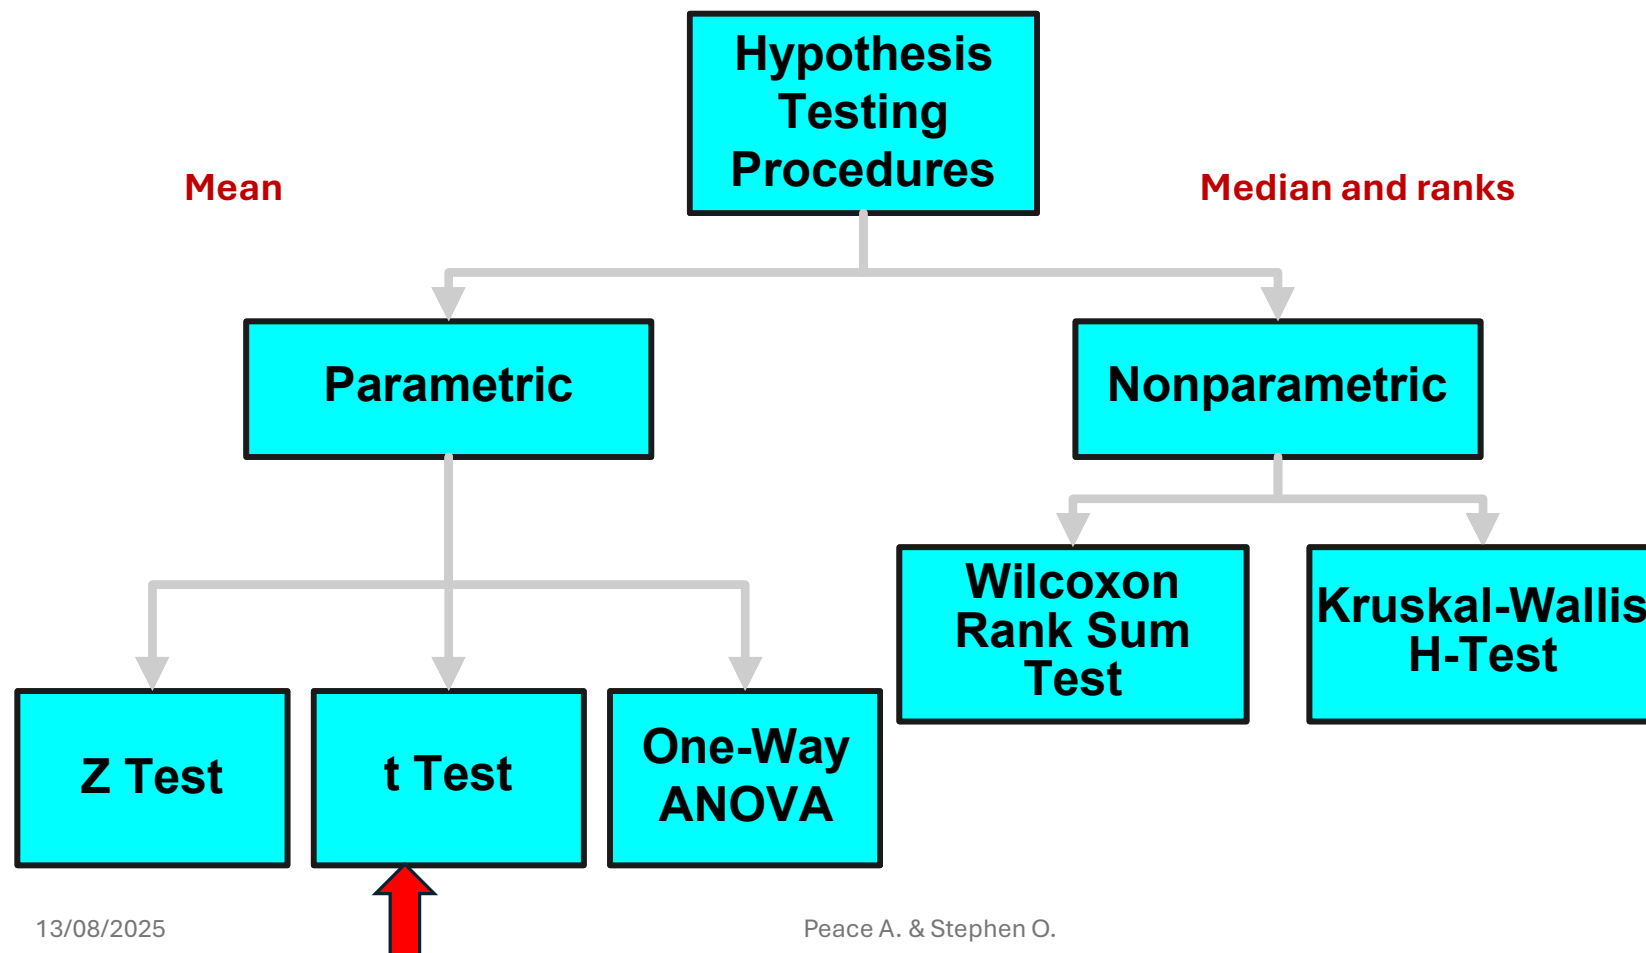 Hypothesis
Testing
Procedures
Mean
Median and ranks
Parametric
Nonparametric
Wilcoxon
Rank Sum
Test
Kruskal-Wallis
H-Test
Z Test
t Test
One-Way
ANOVA
13/08/2025
Peace A. & Stephen O.